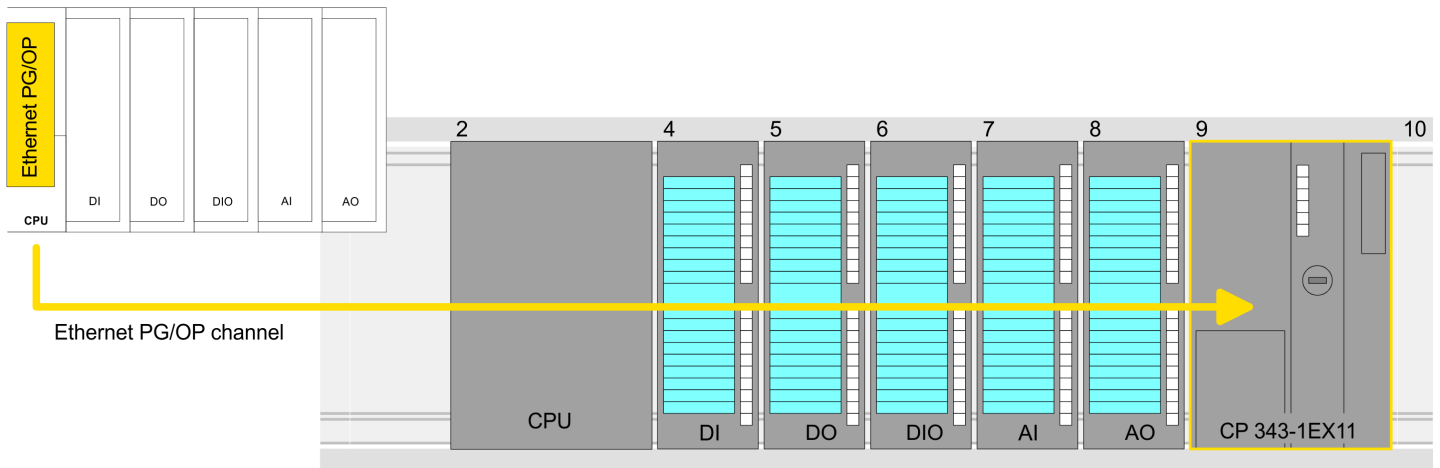 Ethernet PG/OP
CPU
DI
DO
DIO
AI
AO
Ethernet PG/OP channel
2
4
5
6
7
8
9
10
CPU
DI
DO
DIO
AI
AO
CP 343-1EX11